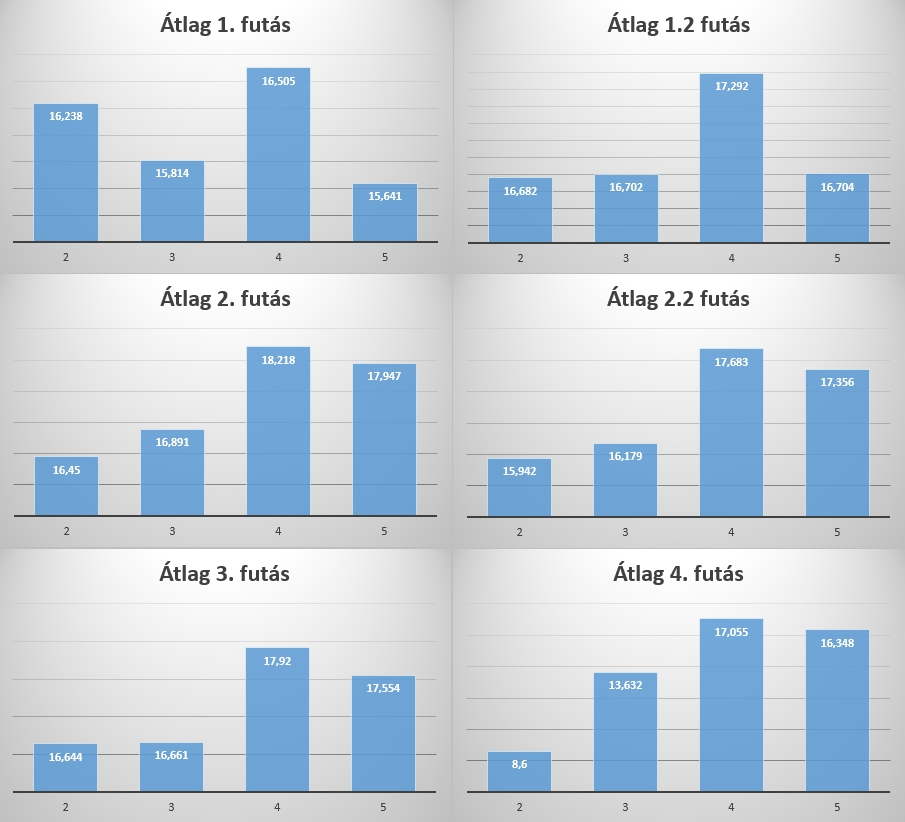 Átlag 1. futás
16,238
15,814
16,505
15,641
2 3 4 5
Átlag 1.2 futás
16,682
16,702
17,292
16,704
2 3 4 5
Átlag 2. futás
16,45
16,891
18,218
17,947
2 3 4 5
Átlag 2.2 futás
15,942
16,179
17,683
17,356
2 3 4 5
Átlag 3. futás
16,644
16,661
17,92
17,554
2 3 4 5
Átlag 4. futás
8,6
13,632
17,055
16,348
2 3 4 5